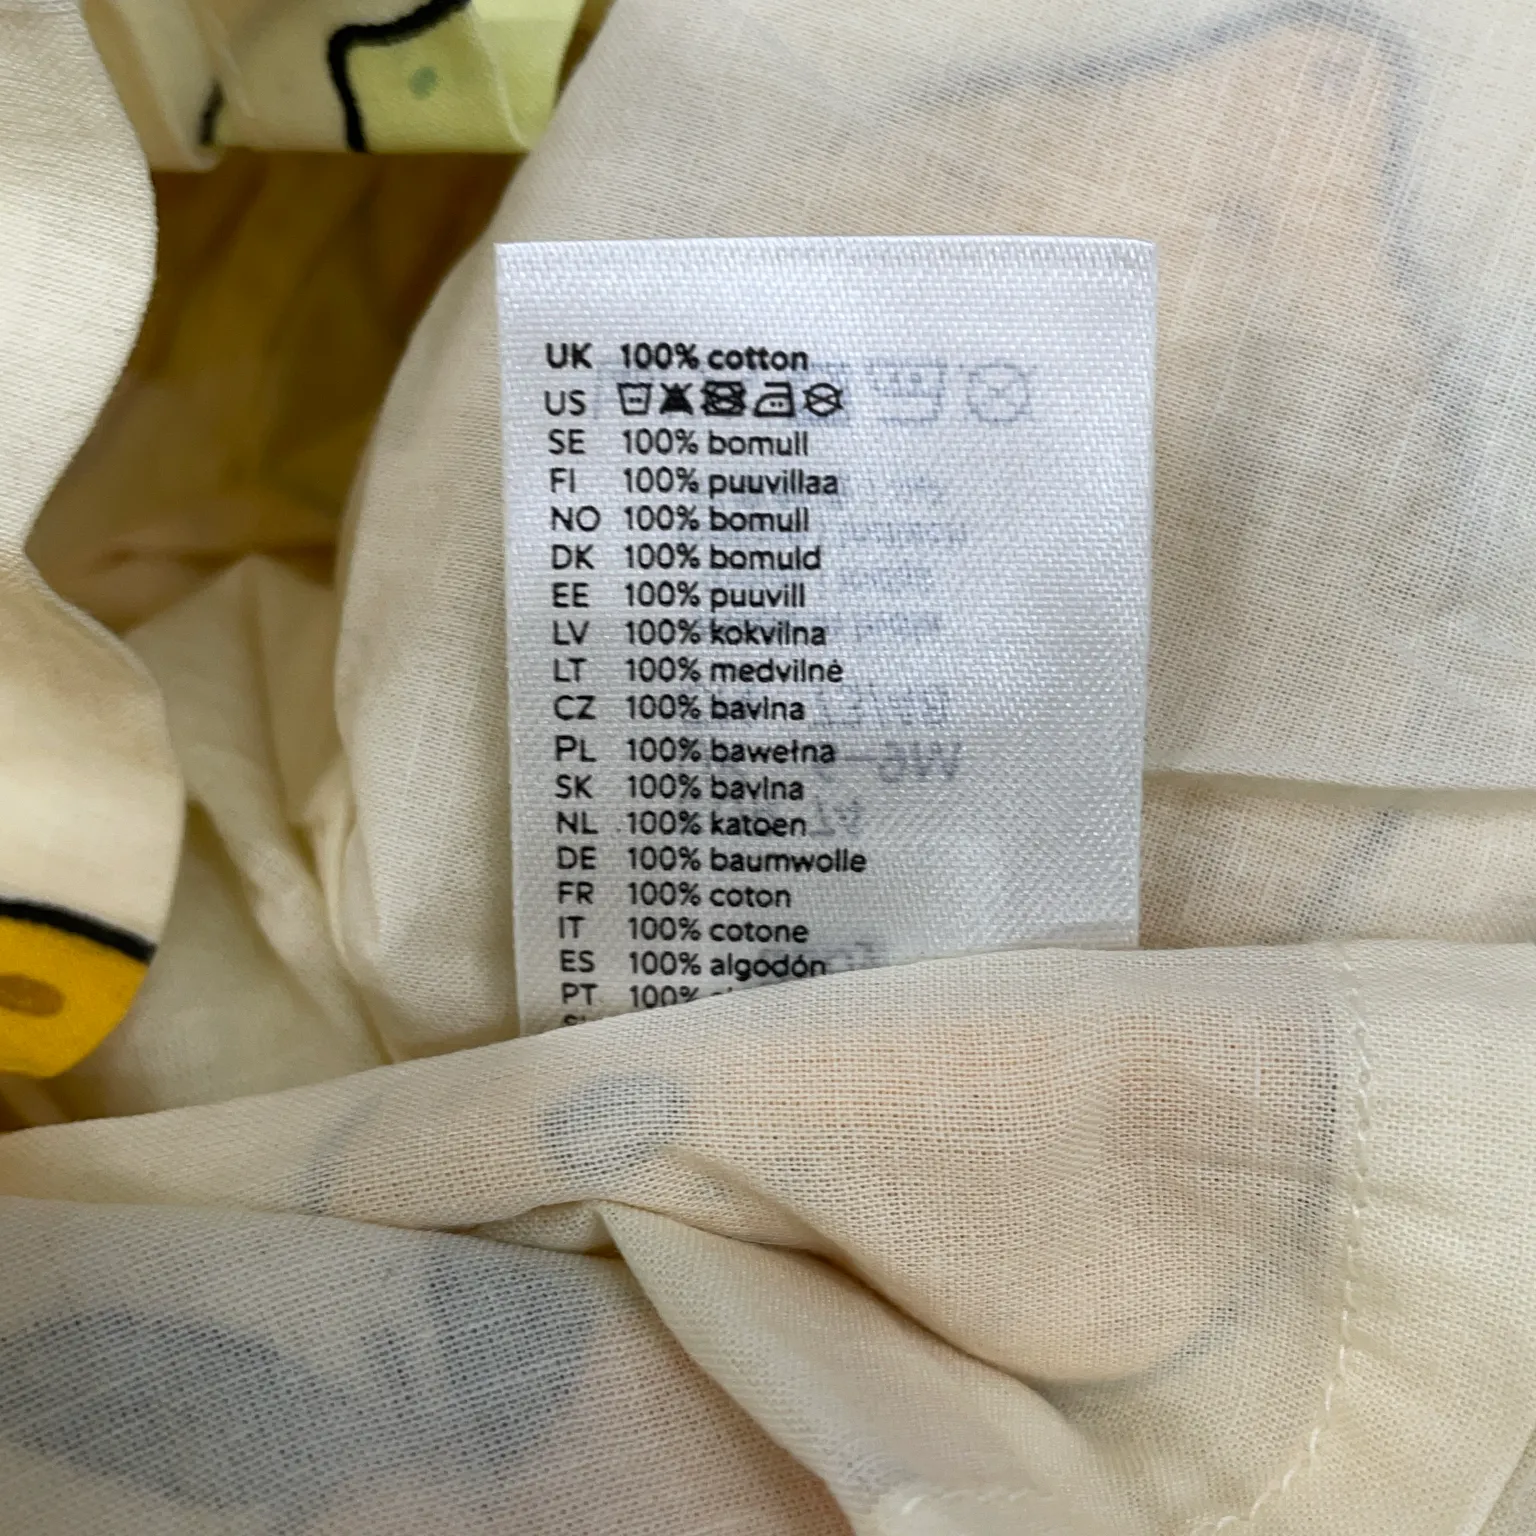 UK 100% cotton
US
SE 100% bomull
FI 100% puuvillaa
NO 100% bomull
DK 100% bomuld
EE 100% puuvill
LV 100% kokvilna
LT 100% medvilnė
CZ 100% bavlna
PL 100% bawełna
SK 100% bavlna
NL 100% katoen
DE 100% baumwolle
FR 100% coton
IT 100% cotone
ES 100% algodón
PT 100%